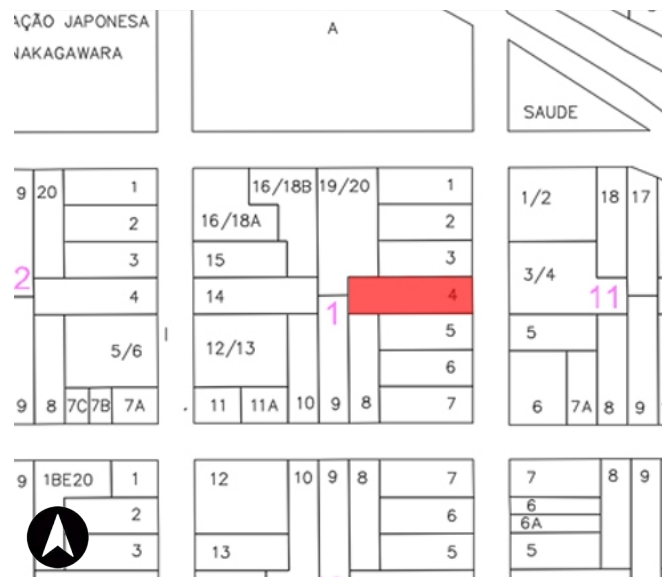 AÇÃO JAPONESA
NAKAGAWARA
A
SAUDE
9 20 1
2
3
2
4
5/6
9 8 7C 7B 7A
I
16/18B 19/20 1
16/18A 2
15 3
14 4
1
12/13 5
6
11 11A 10 9 8 7
1/2 18 17
3/4
11
5
6 7A 8 9
9 1BE20 1
2
3
12 10 9 8 7
6
13 5
7 8 9
6
6A
5